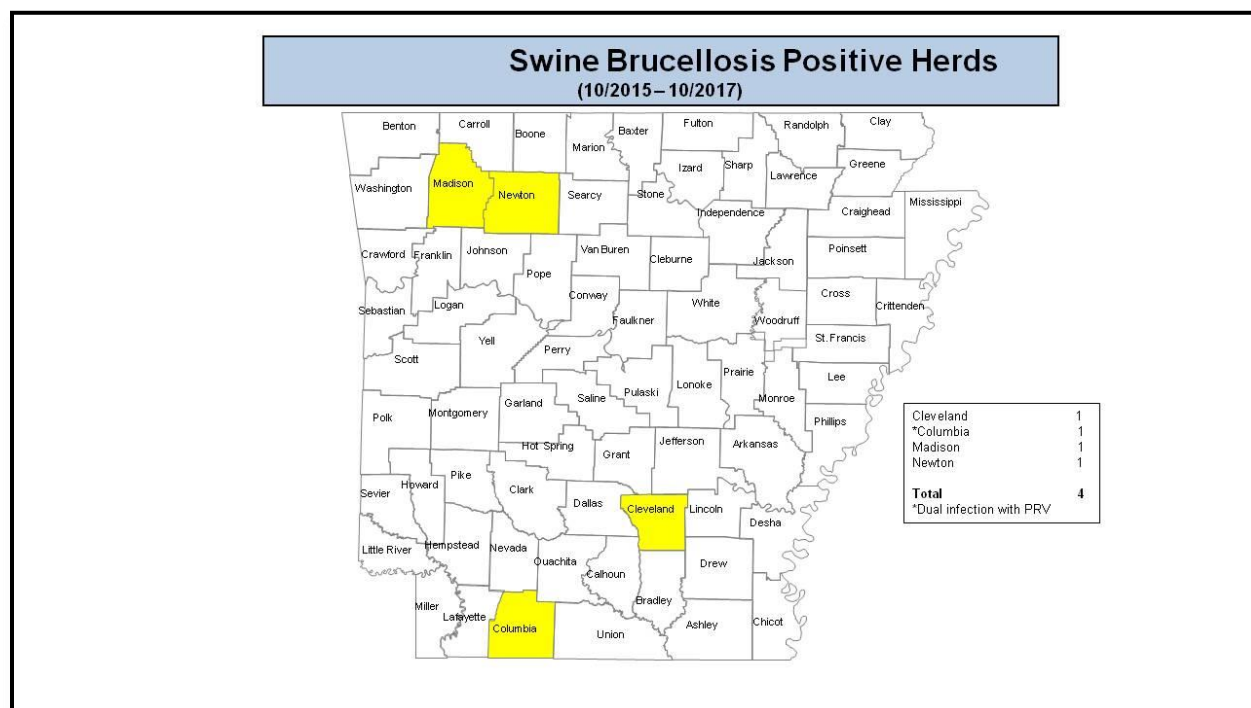 Swine Brucellosis Positive Herds
(10/2015–10/2017)
Benton
Carroll
Boone
Marion
Baxter
Fulton
Randolph
Clay
Izard
Sharp
Lawrence
Greene
Washington
Madison
Newton
Searcy
Stone
Independence
Craighead
Mississippi
Crawford
Franklin
Johnson
Pope
Van Buren
Cleburne
Jackson
Poinsett
Sebastian
Logan
Conway
Faulkner
White
Woodruff
Cross
Crittenden
St. Francis
Scott
Yell
Perry
Pulaski
Lonoke
Prairie
Monroe
Lee
Phillips
Polk
Montgomery
Garland
Saline
Hot Spring
Grant
Jefferson
Arkansas
Sevier
Howard
Pike
Clark
Dallas
Cleveland
Lincoln
Desha
Little River
Hempstead
Nevada
Ouachita
Calhoun
Bradley
Drew
Miller
Lafayette
Columbia
Union
Ashley
Chicot
Cleveland 1
*Columbia 1
Madison 1
Newton 1
Total 4
*Dual infection with PRV